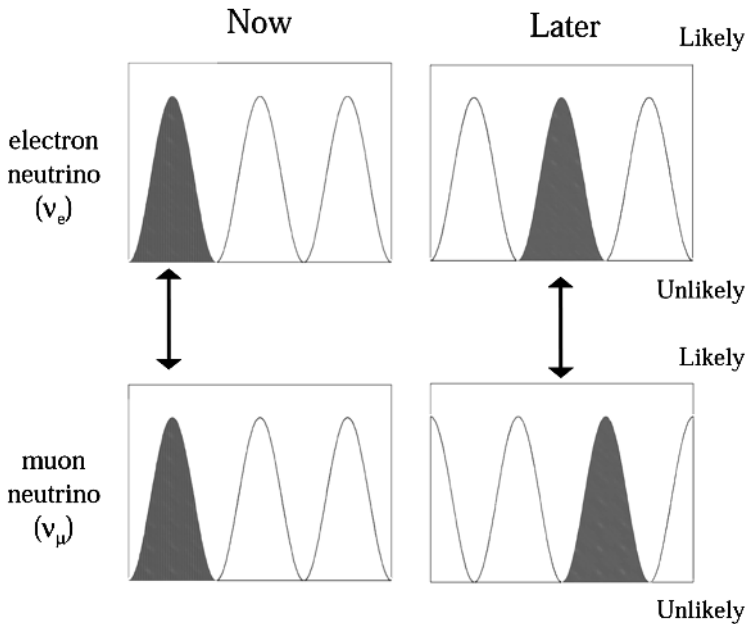 Now
Later
Likely
electron
neutrino
(νe)
Unlikely
Likely
muon
neutrino
(νμ)
Unlikely